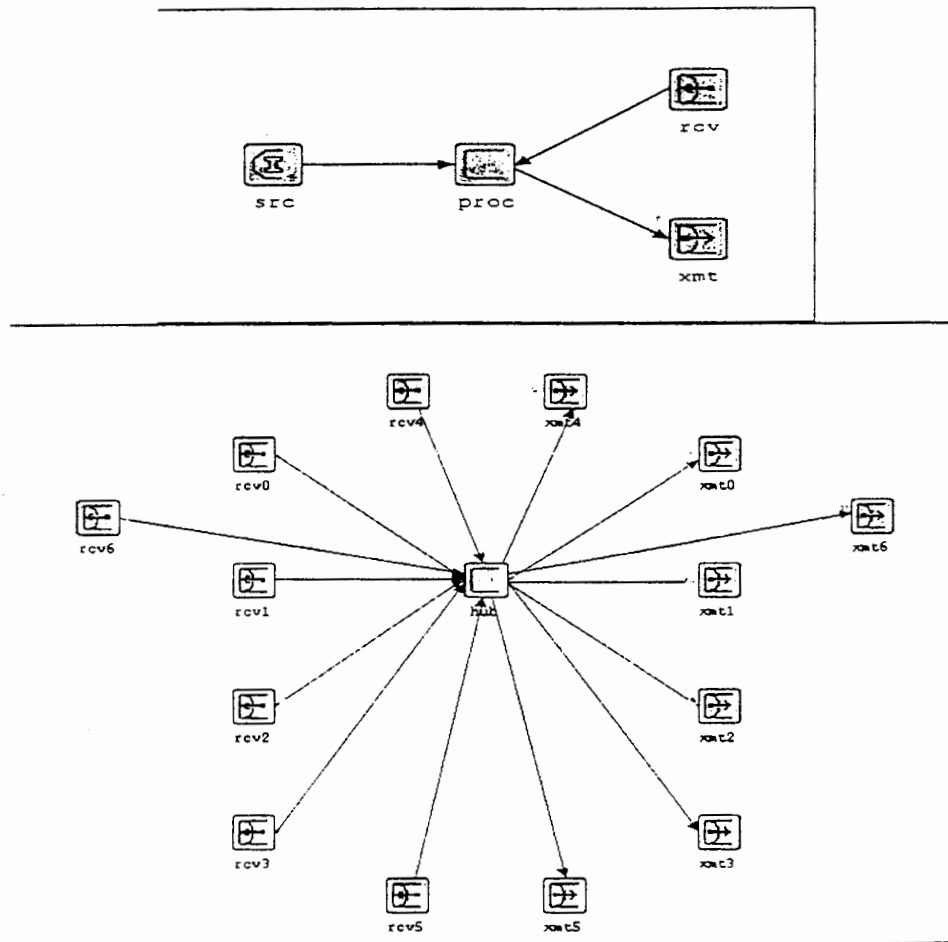 rcv
src
proc
xmt
rcv4
xmt4
rcv0
xmt0
rcv6
xmt6
rcv1
hub
xmt1
rcv2
xmt2
rcv3
xmt3
rcv5
xmt5